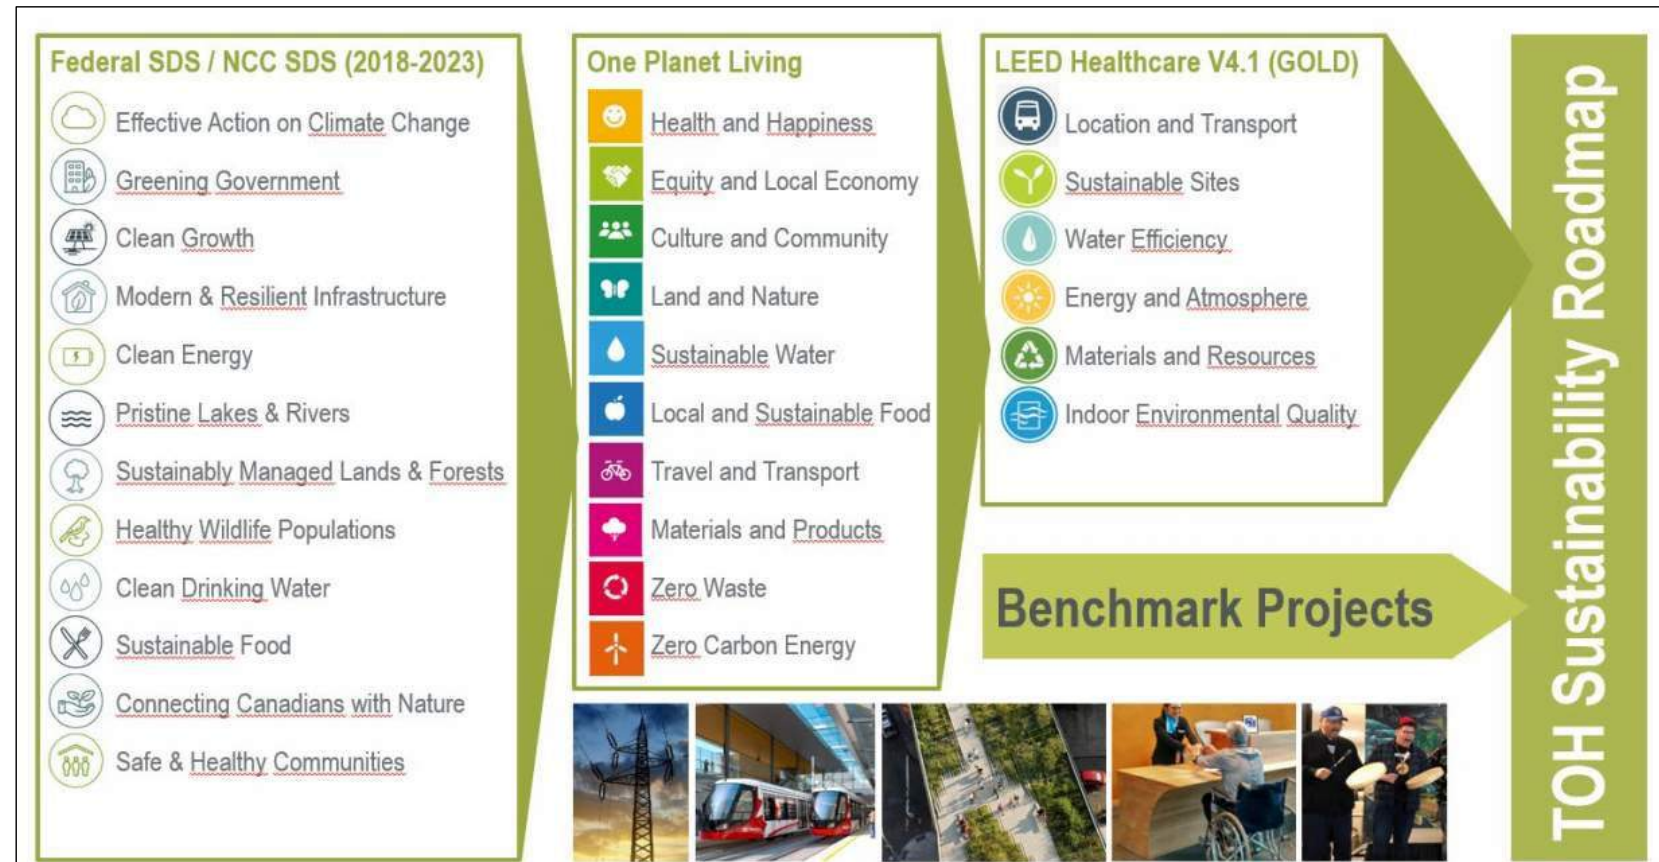 Federal SDS / NCC SDS (2018-2023)
Effective Action on Climate Change
Greening Government
Clean Growth
Modern & Resilient Infrastructure
Clean Energy
Pristine Lakes & Rivers
Sustainably Managed Lands & Forests
Healthy Wildlife Populations
Clean Drinking Water
Sustainable Food
Connecting Canadians with Nature
Safe & Healthy Communities
One Planet Living
Health and Happiness
Equity and Local Economy
Culture and Community
Land and Nature
Sustainable Water
Local and Sustainable Food
Travel and Transport
Materials and Products
Zero Waste
Zero Carbon Energy
LEED Healthcare V4.1 (GOLD)
Location and Transport
Sustainable Sites
Water Efficiency
Energy and Atmosphere
Materials and Resources
Indoor Environmental Quality
Benchmark Projects
TOH Sustainability Roadmap